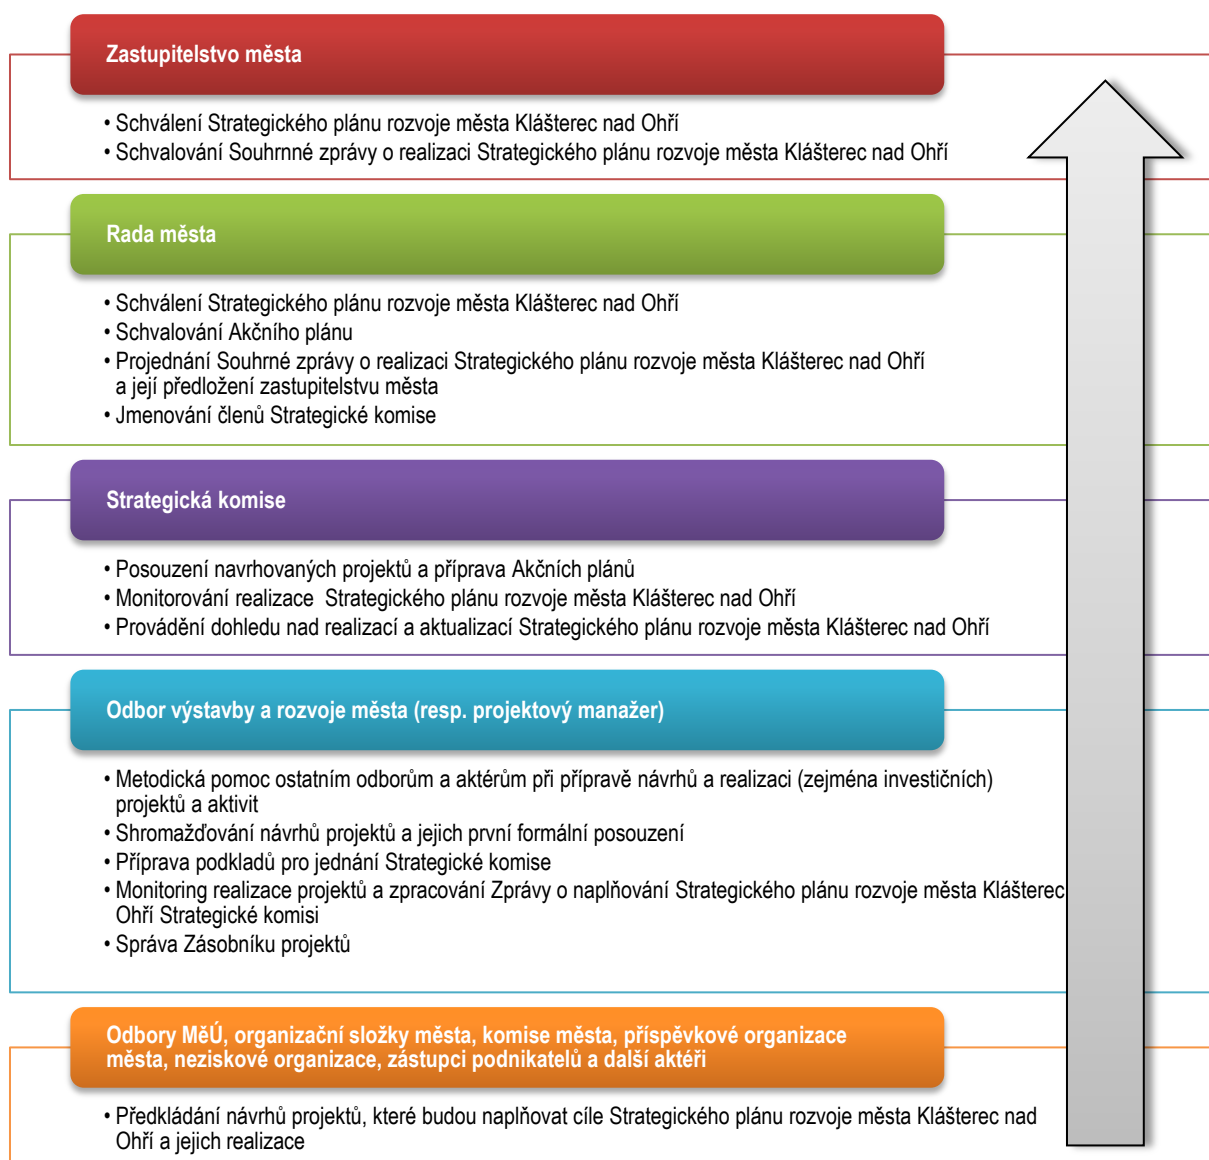 Zastupitelstvo města
• Schválení Strategického plánu rozvoje města Klášterec nad Ohří
• Schvalování Souhrnné zprávy o realizaci Strategického plánu rozvoje města Klášterec nad Ohří
Rada města
• Schválení Strategického plánu rozvoje města Klášterec nad Ohří
• Schvalování Akčního plánu
• Projednání Souhrné zprávy o realizaci Strategického plánu rozvoje města Klášterec nad Ohří
a její předložení zastupitelstvu města
• Jmenování členů Strategické komise
Strategická komise
• Posouzení navrhovaných projektů a příprava Akčních plánů
• Monitorování realizace  Strategického plánu rozvoje města Klášterec nad Ohří
• Provádění dohledu nad realizací a aktualizací Strategického plánu rozvoje města Klášterec nad Ohří
Odbor výstavby a rozvoje města (resp. projektový manažer)
• Metodická pomoc ostatním odborům a aktérům při přípravě návrhů a realizaci (zejména investičních)
projektů a aktivit
• Shromažďování návrhů projektů a jejich první formální posouzení
• Příprava podkladů pro jednání Strategické komise
• Monitoring realizace projektů a zpracování Zprávy o naplňování Strategického plánu rozvoje města Klášterec
Ohří Strategické komisi
• Správa Zásobníku projektů
Odbory MěÚ, organizační složky města, komise města, příspěvkové organizace
města, neziskové organizace, zástupci podnikatelů a další aktéři
• Předkládání návrhů projektů, které budou naplňovat cíle Strategického plánu rozvoje města Klášterec nad
Ohří a jejich realizace